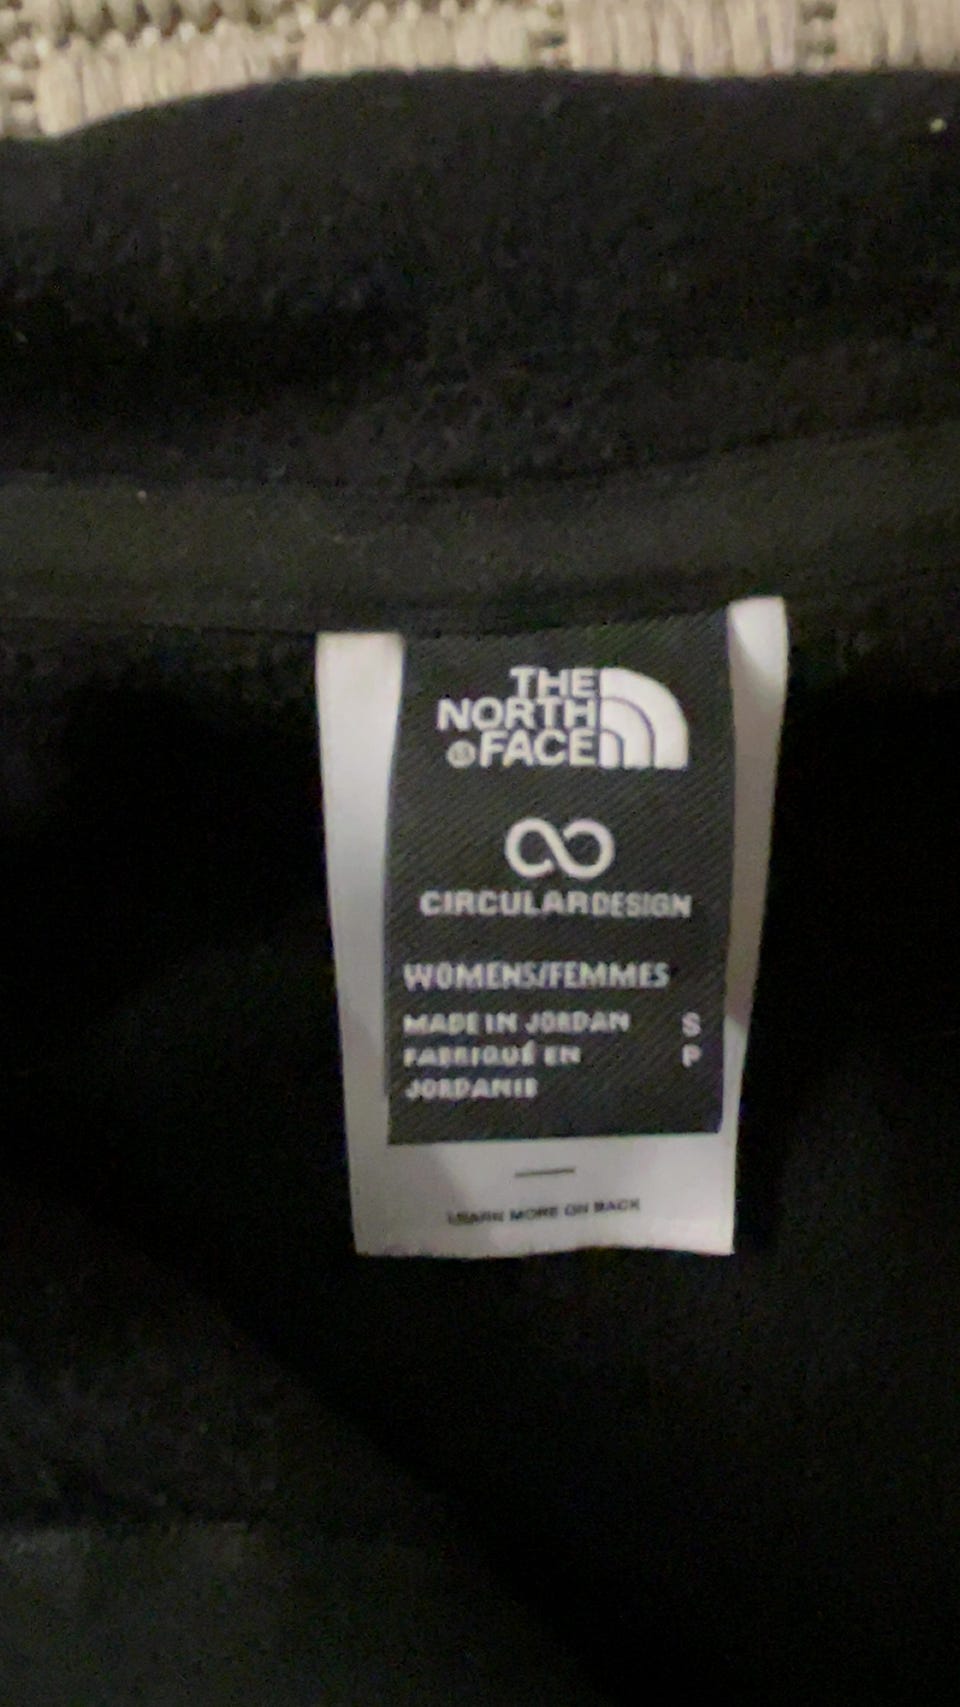 THE
NORTH
FACE
CIRCULARDESIGN
WOMENS/FEMMES
MADE IN JORDAN S
FABRIQUÉ EN P
JORDANIE
LEARN MORE ON BACK